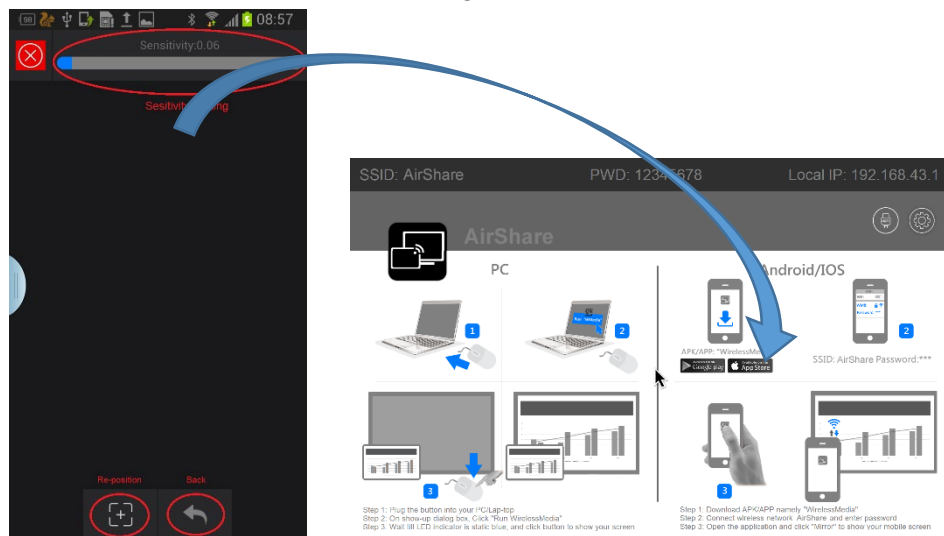 98
08:57
Sensitivity:0.06
Re-position
Back
SSID: AirShare
PWD: 12345678
Local IP: 192.168.43.1
AirShare
PC
Android/IOS
1
Run "WirelessMedia"
2
APK/APP: "WirelessMe
Google play
App Store
2
SSID: AirShare Password:***
3
3
Step 1: Plug the button into your PC/Lap-top
Step 2: On show-up dialog box, Click "Run WirelessMedia"
Step 3: Wait till LED indicator is static blue, and click button to show your screen
Step 1: Download APK/APP namely "WirelessMedia"
Step 2: Connect wireless network AirShare and enter password
Step 3: Open the application and click "Mirror" to show your mobile screen